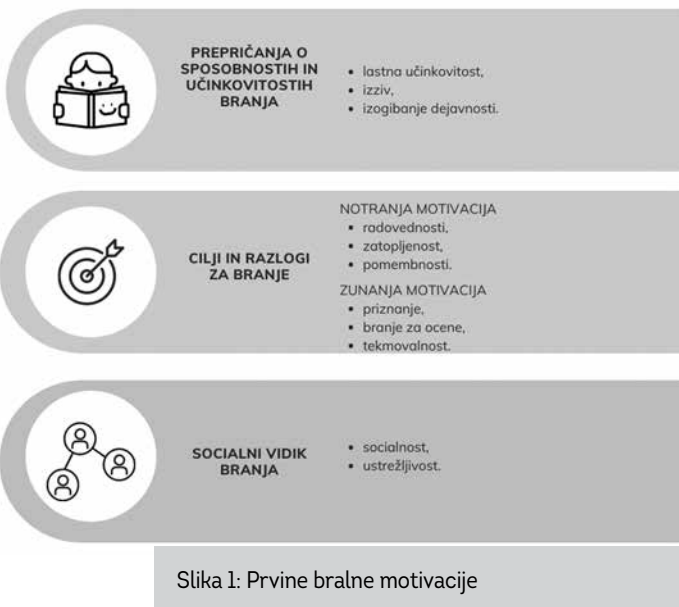 PREPRIČANJA O
SPOSOBNOSTIH IN
UČINKOVITOSTIH
BRANJA
• lastna učinkovitost,
• izziv,
• izogibanje dejavnosti.
CILJI IN RAZLOGI
ZA BRANJE
NOTRANJA MOTIVACIJA
• radovednosti,
• zatopljenost,
• pomembnosti.
ZUNANJA MOTIVACIJA
• priznanje,
• branje za ocene,
• tekmovalnost.
SOCIALNI VIDIK
BRANJA
• socialnost,
• ustrežljivost.
Slika 1: Prvine bralne motivacije